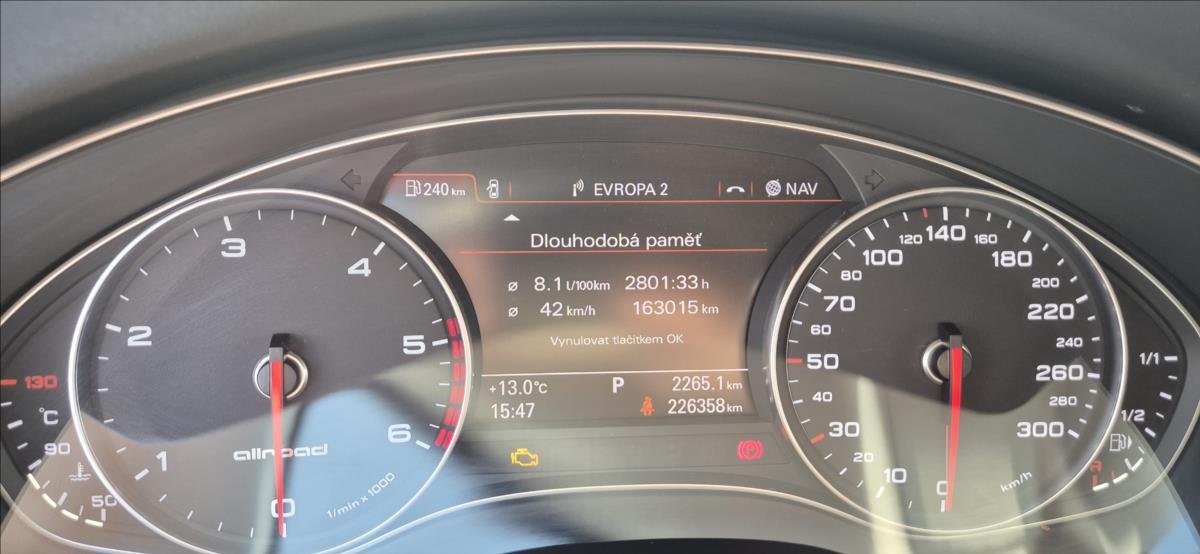 240 km
EVROPA 2
NAV
Dlouhodobá paměť
ø 8.1 l/100km 2801:33 h
ø 42 km/h 163015 km
Vynulovat tlačítkem OK
+13.0°c P 2265.1 km
15:47 226358 km
0 1 2 3 4 5 6
allroad
1/min x 1000
130
°C
90
50
0 10 20 30 40 50 60 70 80 100 120 140 160 180 200 220 240 260 280 300
km/h
1/1
1/2
R
(P)